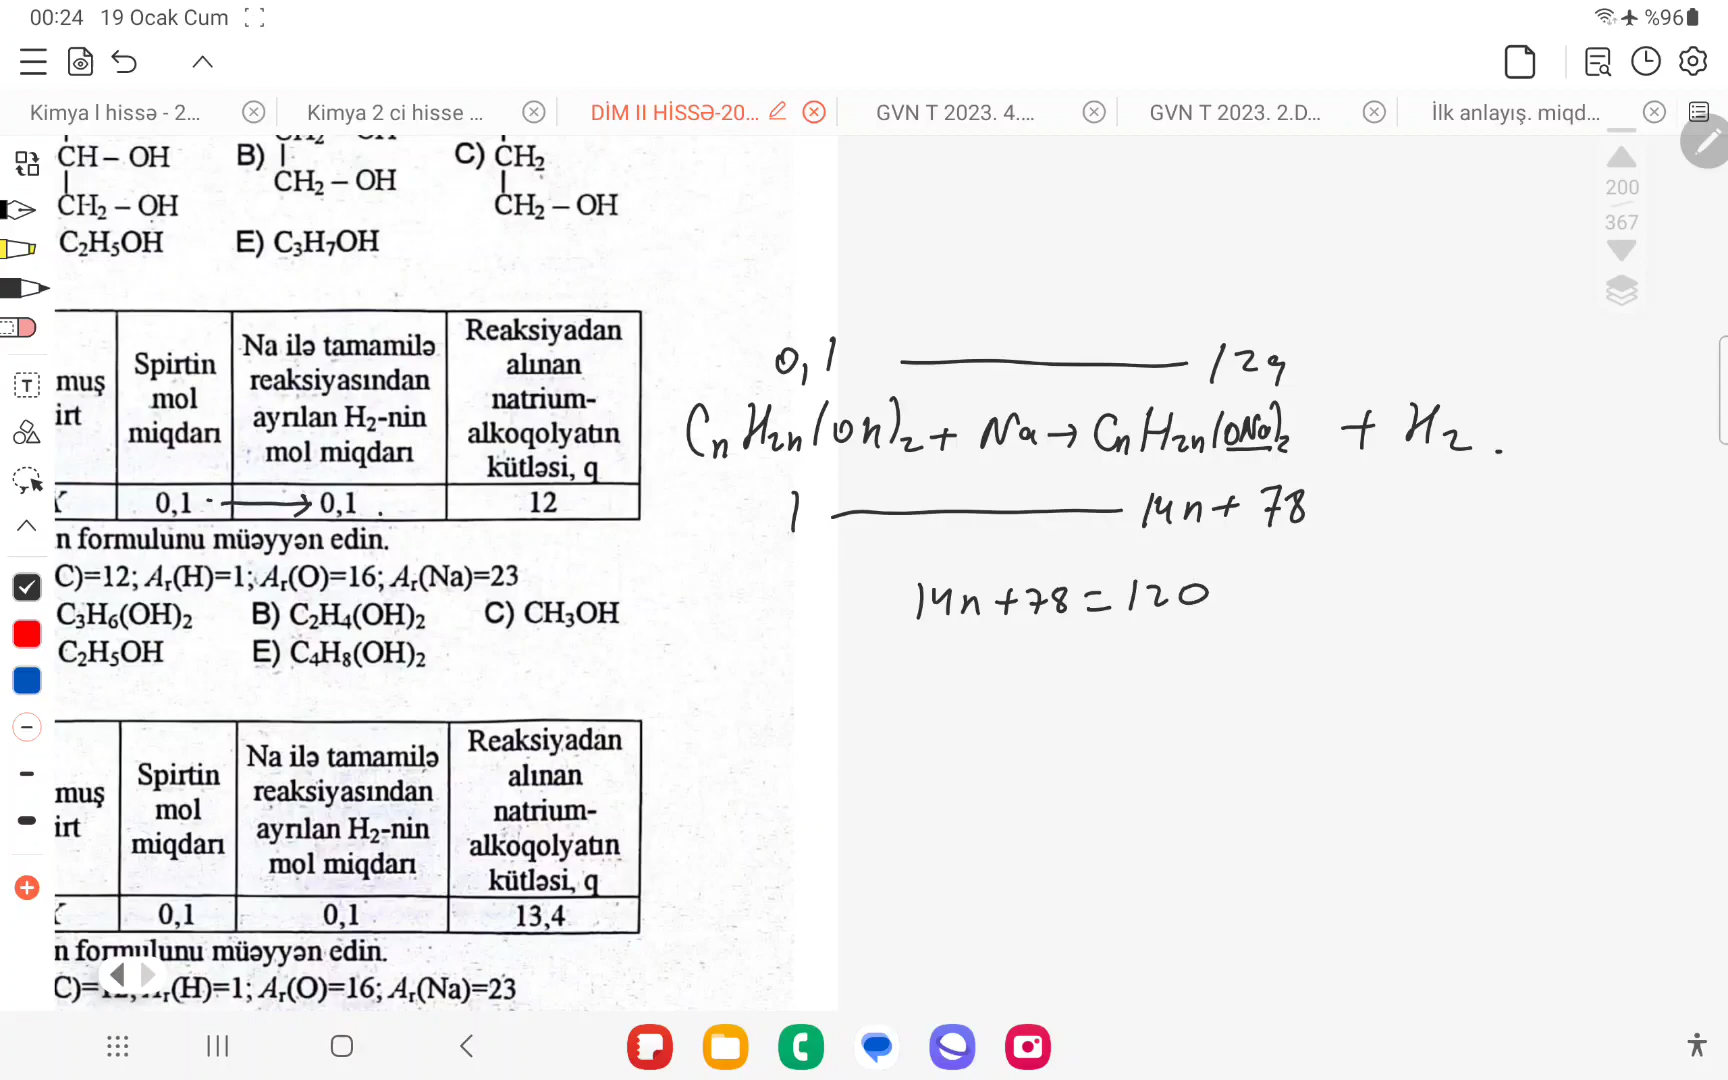 00:24 19 Ocak Cum %96
Kimya l hissə - 2... Kimya 2 ci hisse ... DİM II HİSSƏ-20... GVN T 2023. 4.... GVN T 2023. 2.D... İlk anlayış. miqd...
200
367
CH – OH
CH₂ – OH
B)
CH₂ – OH
C) CH₂
CH₂ – OH
C₂H₅OH E) C₃H₇OH
muş
irt
Spirtin
mol
miqdarı
Na ilə tamamilə
reaksiyasından
ayrılan H₂-nin
mol miqdarı
Reaksiyadan
alınan
natrium-
alkoqolyatın
kütləsi, q
0,1 → 0,1 12
n formulunu müəyyən edin.
C)=12; Aᵣ(H)=1; Aᵣ(O)=16; Aᵣ(Na)=23
C₃H₆(OH)₂ B) C₂H₄(OH)₂ C) CH₃OH
C₂H₅OH E) C₄H₈(OH)₂
muş
irt
Spirtin
mol
miqdarı
Na ilə tamamilə
reaksiyasından
ayrılan H₂-nin
mol miqdarı
Reaksiyadan
alınan
natrium-
alkoqolyatın
kütləsi, q
0,1 0,1 13,4
n formulunu müəyyən edin.
(H)=1; Aᵣ(O)=16; Aᵣ(Na)=23
0,1 — 12q
CnH2n(OH)₂ + Na → CnH2n(ONa)₂ + H₂.
1 — 14n + 78
14n + 78 = 120